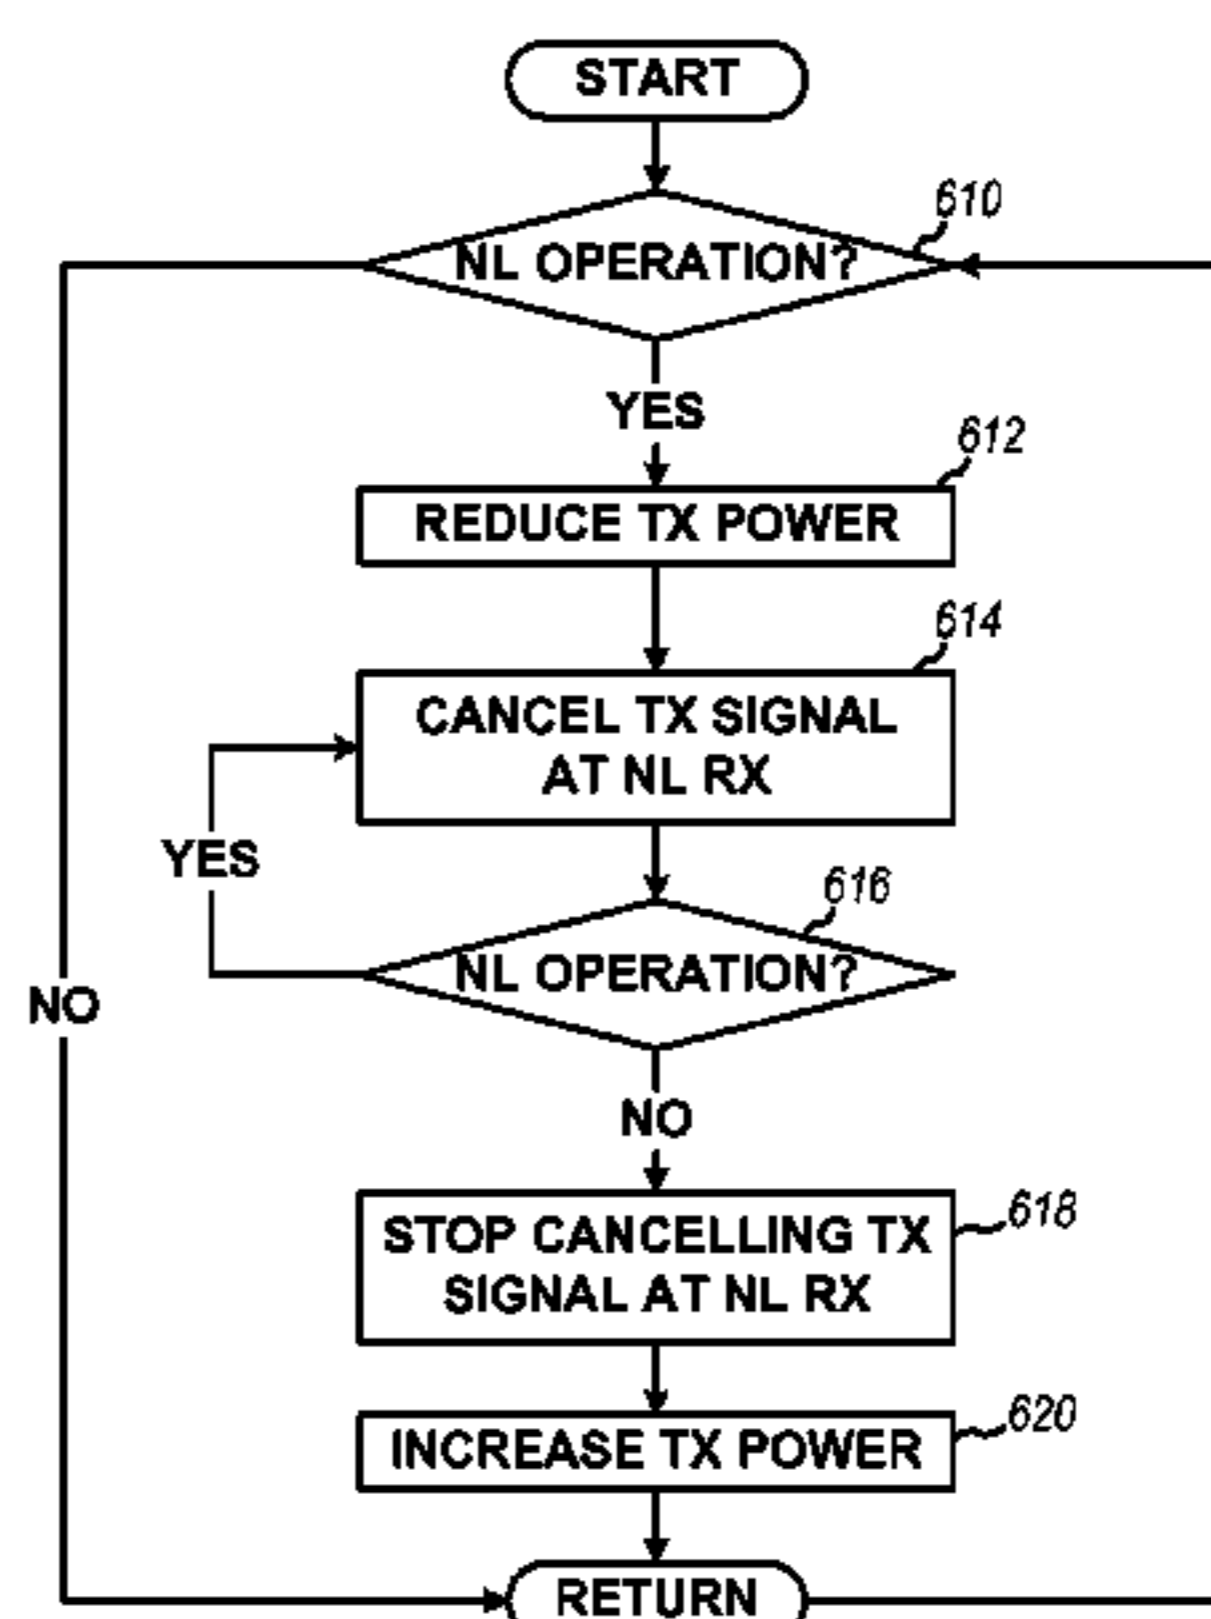 START
610
NL OPERATION?
YES
612
REDUCE TX POWER
614
CANCEL TX SIGNAL
AT NL RX
YES
616
NL OPERATION?
NO
NO
618
STOP CANCELLING TX
SIGNAL AT NL RX
620
INCREASE TX POWER
RETURN